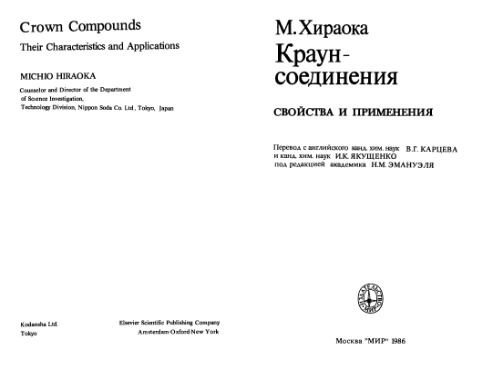 Crown Compounds
Their Characteristics and Applications
MICHIO HIRAOKA
Counselor and Director of the Department
of Science Investigation,
Technology Division, Nippon Soda Co. Ltd., Tokyo, Japan
Kodansha Ltd.
Tokyo
Elsevier Scientific Publishing Company
Amsterdam Oxford New York
М. Хираока
Краун-
соединения
СВОЙСТВА И ПРИМЕНЕНИЯ
Перевод с английского канд. хим. наук В.Г. КАРЦЕВА
и канд. хим. наук И.К. ЯКУЩЕНКО
под редакцией академика Н.М. ЭМАНУЭЛЯ
ИЗДАТЕЛЬСТВО МИР
Москва "МИР" 1986